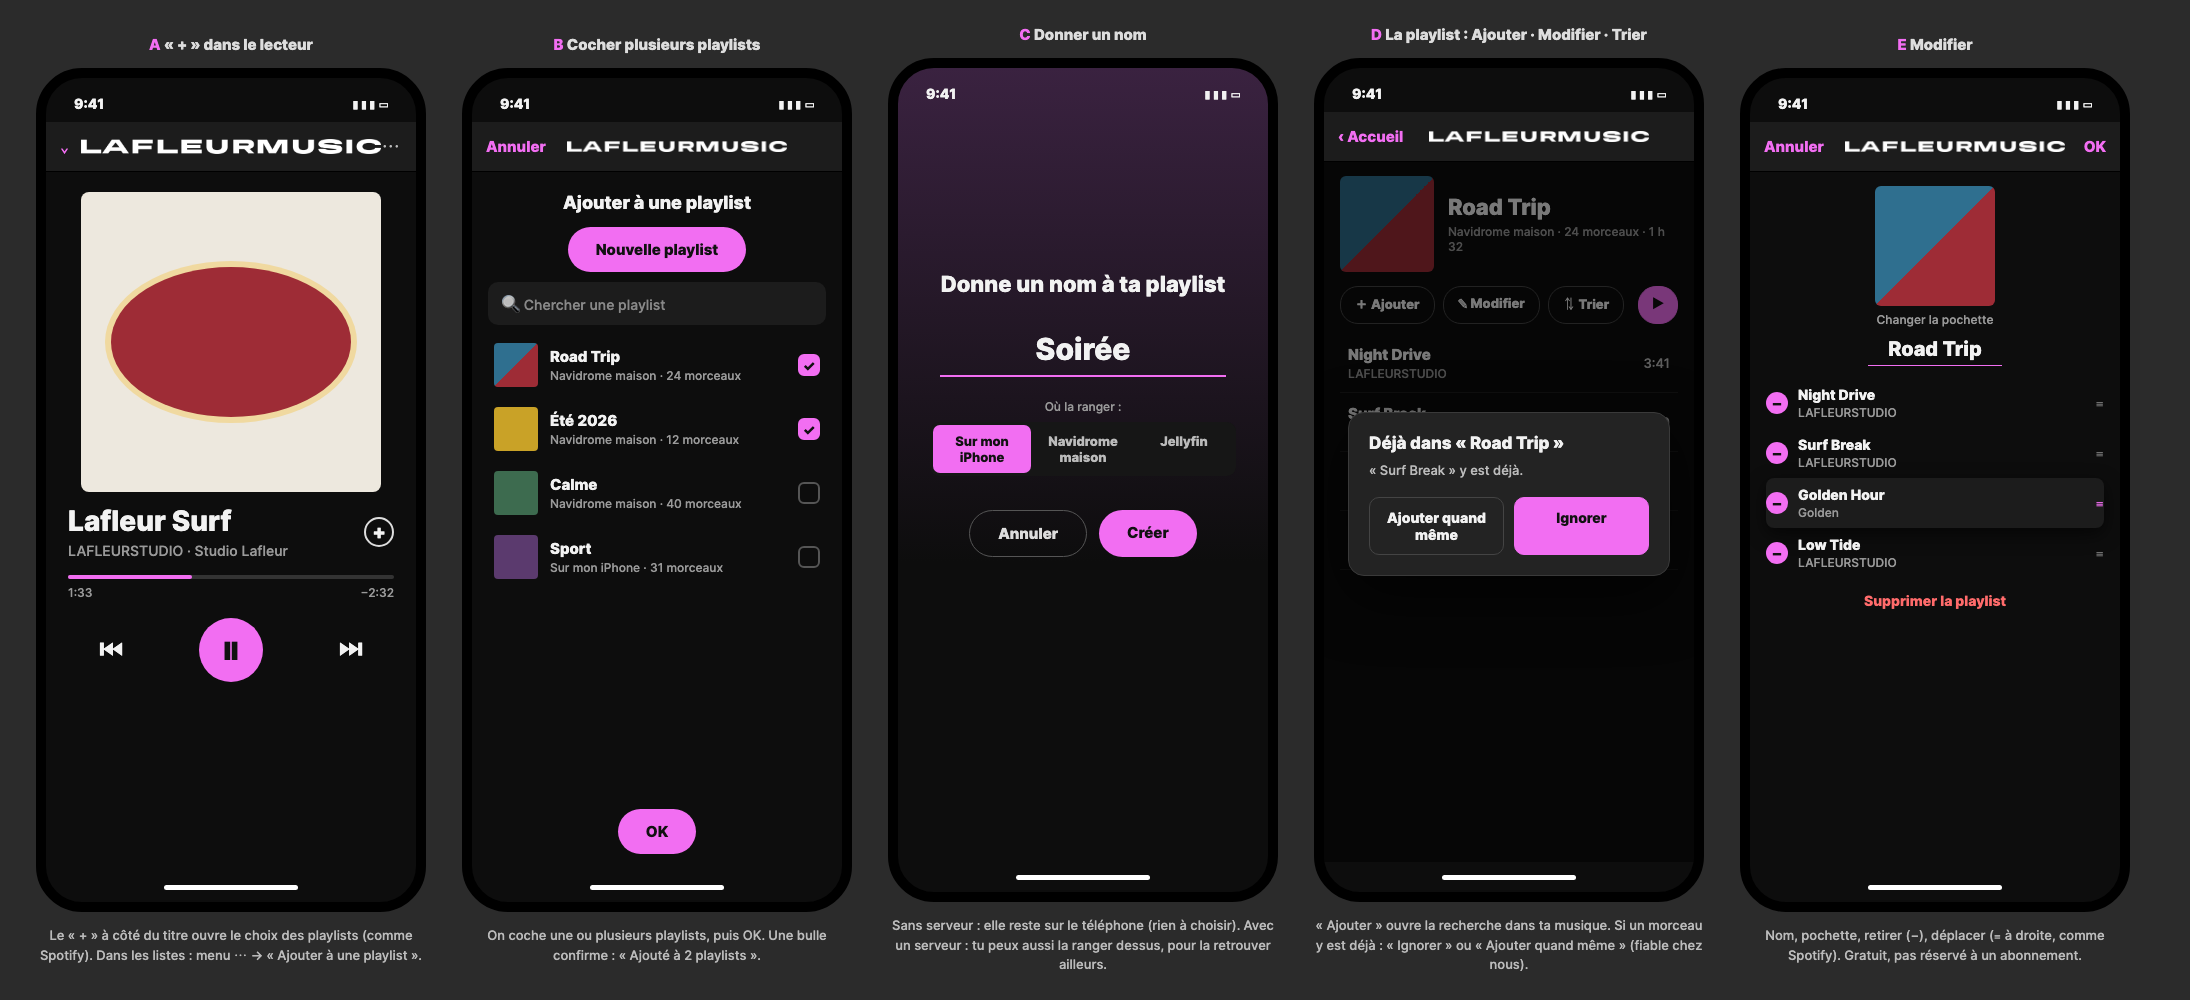 A « + » dans le lecteur
9:41
LAFLEURMUSIC
Lafleur Surf
LAFLEURSTUDIO · Studio Lafleur
1:33
−2:32
Le « + » à côté du titre ouvre le choix des playlists (comme
Spotify). Dans les listes : menu ··· → « Ajouter à une playlist ».
B Cocher plusieurs playlists
9:41
Annuler
LAFLEURMUSIC
Ajouter à une playlist
Nouvelle playlist
Chercher une playlist
Road Trip
Navidrome maison · 24 morceaux
Été 2026
Navidrome maison · 12 morceaux
Calme
Navidrome maison · 40 morceaux
Sport
Sur mon iPhone · 31 morceaux
OK
On coche une ou plusieurs playlists, puis OK. Une bulle
confirme : « Ajouté à 2 playlists ».
C Donner un nom
9:41
Donne un nom à ta playlist
Soirée
Où la ranger :
Sur mon
iPhone
Navidrome
maison
Jellyfin
Annuler
Créer
Sans serveur : elle reste sur le téléphone (rien à choisir). Avec
un serveur : tu peux aussi la ranger dessus, pour la retrouver
ailleurs.
D La playlist : Ajouter · Modifier · Trier
9:41
‹ Accueil
LAFLEURMUSIC
Road Trip
Navidrome maison · 24 morceaux · 1 h
32
+ Ajouter
✎ Modifier
⇅ Trier
Night Drive
LAFLEURSTUDIO
3:41
Surf Break
Déjà dans « Road Trip »
« Surf Break » y est déjà.
Ajouter quand
même
Ignorer
« Ajouter » ouvre la recherche dans ta musique. Si un morceau
y est déjà : « Ignorer » ou « Ajouter quand même » (fiable chez
nous).
E Modifier
9:41
Annuler
LAFLEURMUSIC
OK
Changer la pochette
Road Trip
Night Drive
LAFLEURSTUDIO
Surf Break
LAFLEURSTUDIO
Golden Hour
Golden
Low Tide
LAFLEURSTUDIO
Supprimer la playlist
Nom, pochette, retirer (−), déplacer (≡ à droite, comme
Spotify). Gratuit, pas réservé à un abonnement.